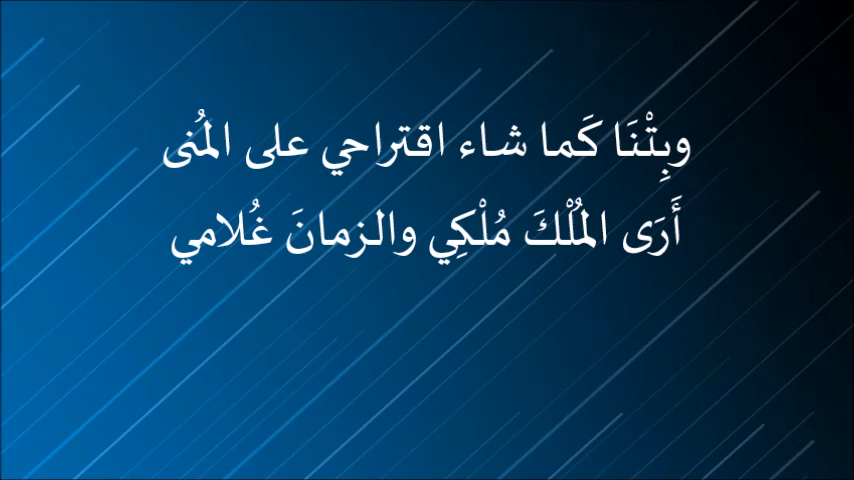 وبِتْنَا كَما شاء اقتراحي على المُنى
أَرَى المُلْكَ مُلْكِي والزمانَ غُلامي